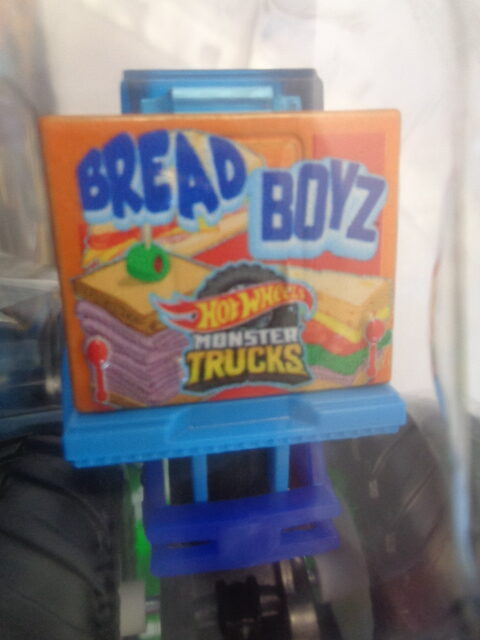 BREAD
BOYZ
HOT WHEELS
MONSTER
TRUCKS